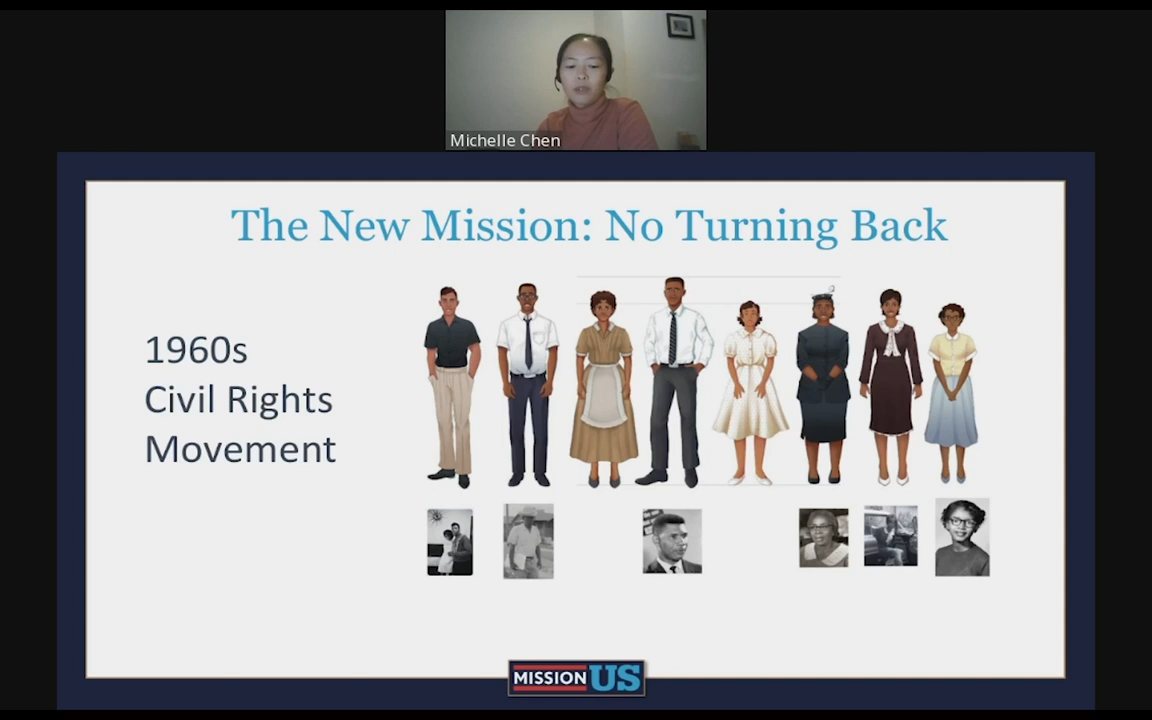 Michelle Chen
The New Mission: No Turning Back
1960s
Civil Rights
Movement
MISSION US